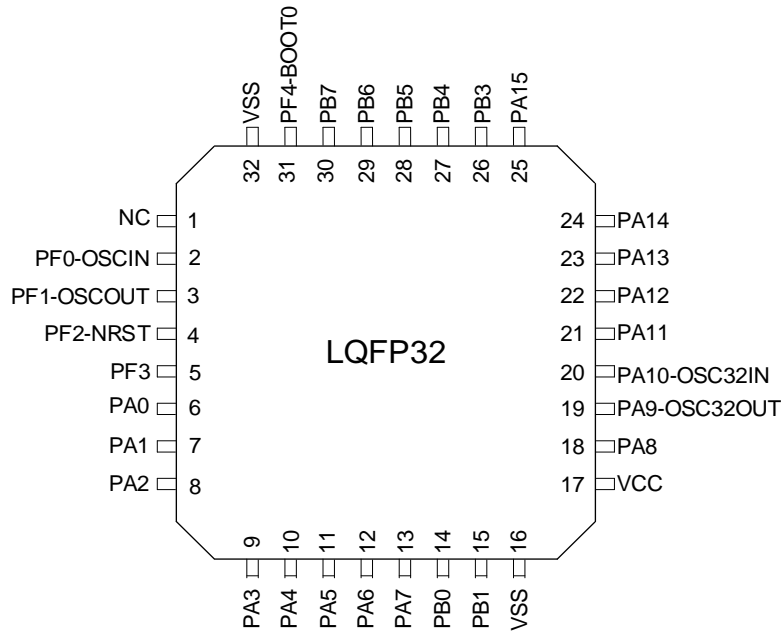 VSS
PF4-BOOT0
PB7
PB6
PB5
PB4
PB3
PA15
32
31
30
29
28
27
26
25
NC 1
PF0-OSCIN 2
PF1-OSCOUT 3
PF2-NRST 4
PF3 5
PA0 6
PA1 7
PA2 8
LQFP32
24 PA14
23 PA13
22 PA12
21 PA11
20 PA10-OSC32IN
19 PA9-OSC32OUT
18 PA8
17 VCC
9
10
11
12
13
14
15
16
PA3
PA4
PA5
PA6
PA7
PB0
PB1
VSS